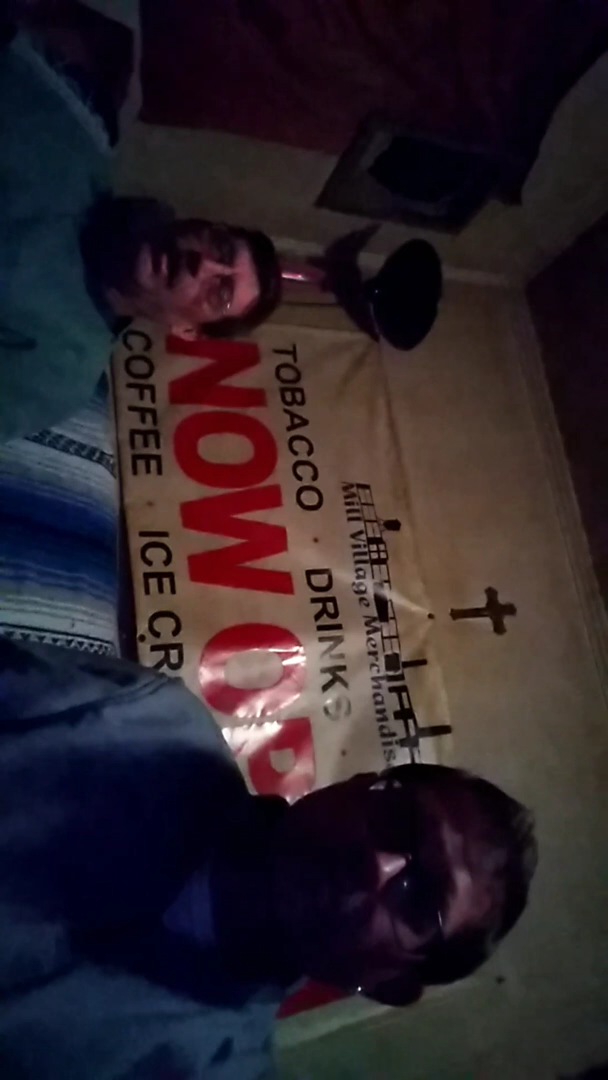 Mill Village Merchandise
TOBACCO · DRINKS ·
NOW OP
COFFEE ICE CR